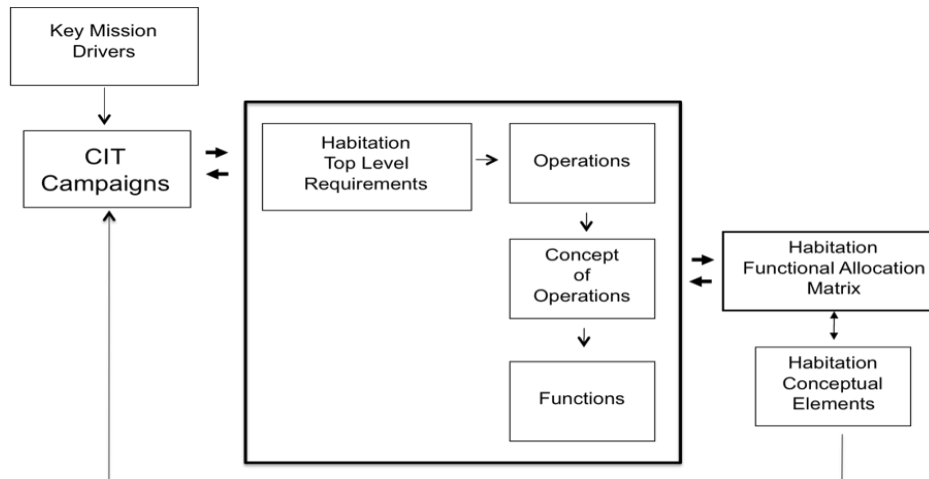 Key Mission
Drivers
CIT
Campaigns
Habitation
Top Level
Requirements
Operations
Concept
of
Operations
Functions
Habitation
Functional Allocation
Matrix
Habitation
Conceptual
Elements